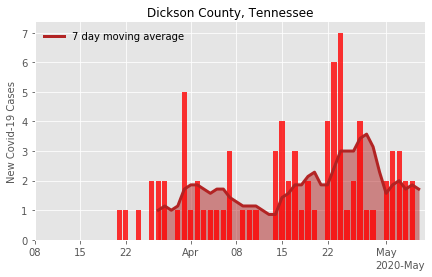 Dickson County, Tennessee
7 day moving average
New Covid-19 Cases
7
6
5
4
3
2
1
0
08 15 22 Apr 08 15 22 May
2020-May